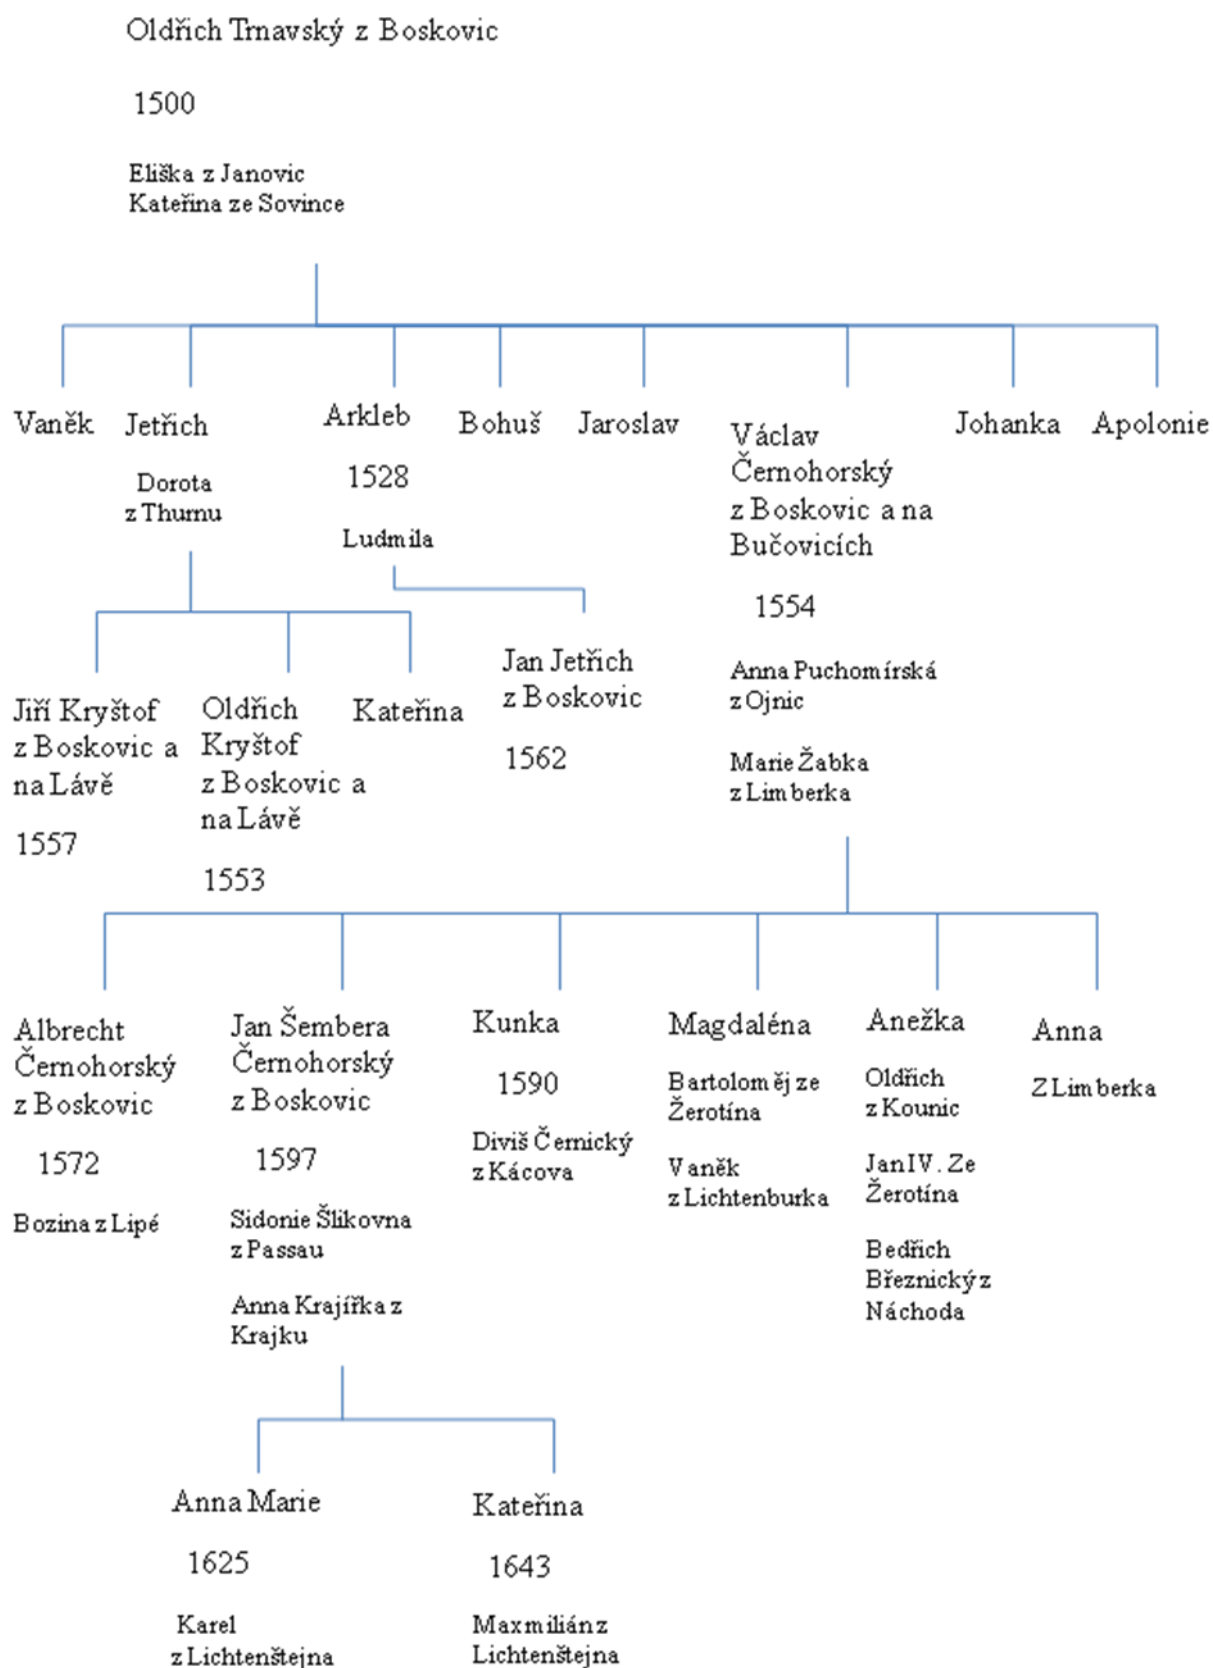 Oldřich Trnavský z Boskovic
1500
Eliška z Janovic
Kateřina ze Sovince
Vaněk
Jetřich
Dorota
z Thurnu
Arkleb
1528
Ludmila
Bohuš
Jaroslav
Václav
Černohorský
z Boskovic a na
Bučovicích
1554
Anna Puchomírská
z Ojnic
Marie Žabka
z Limberka
Johanka
Apolonie
Jiří Kryštof
z Boskovic a
na Lávě
1557
Oldřich
Kryštof
z Boskovic a
na Lávě
1553
Kateřina
Jan Jetřich
z Boskovic
1562
Albrecht
Černohorský
z Boskovic
1572
Bozina z Lipé
Jan Šembera
Černohorský
z Boskovic
1597
Sidonie Šlikovna
z Passau
Anna Krajířka z
Krajku
Kunka
1590
Diviš Černický
z Kácova
Magdaléna
Bartoloměj ze
Žerotína
Vaněk
z Lichtenburka
Anežka
Oldřich
z Kounic
Jan IV. Ze
Žerotína
Bedřich
Březnický z
Náchoda
Anna
Z Limberka
Anna Marie
1625
Karel
z Lichtenštejna
Kateřina
1643
Maxmilián z
Lichtenštejna